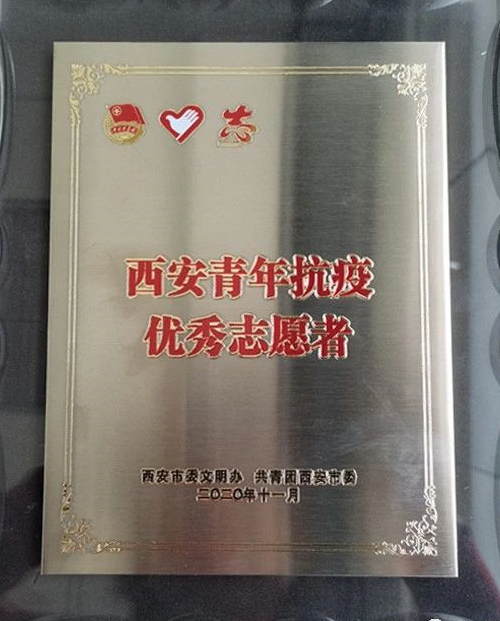 志
西安青年抗疫
优秀志愿者
西安市委文明办 共青团西安市委
二〇二〇年十一月